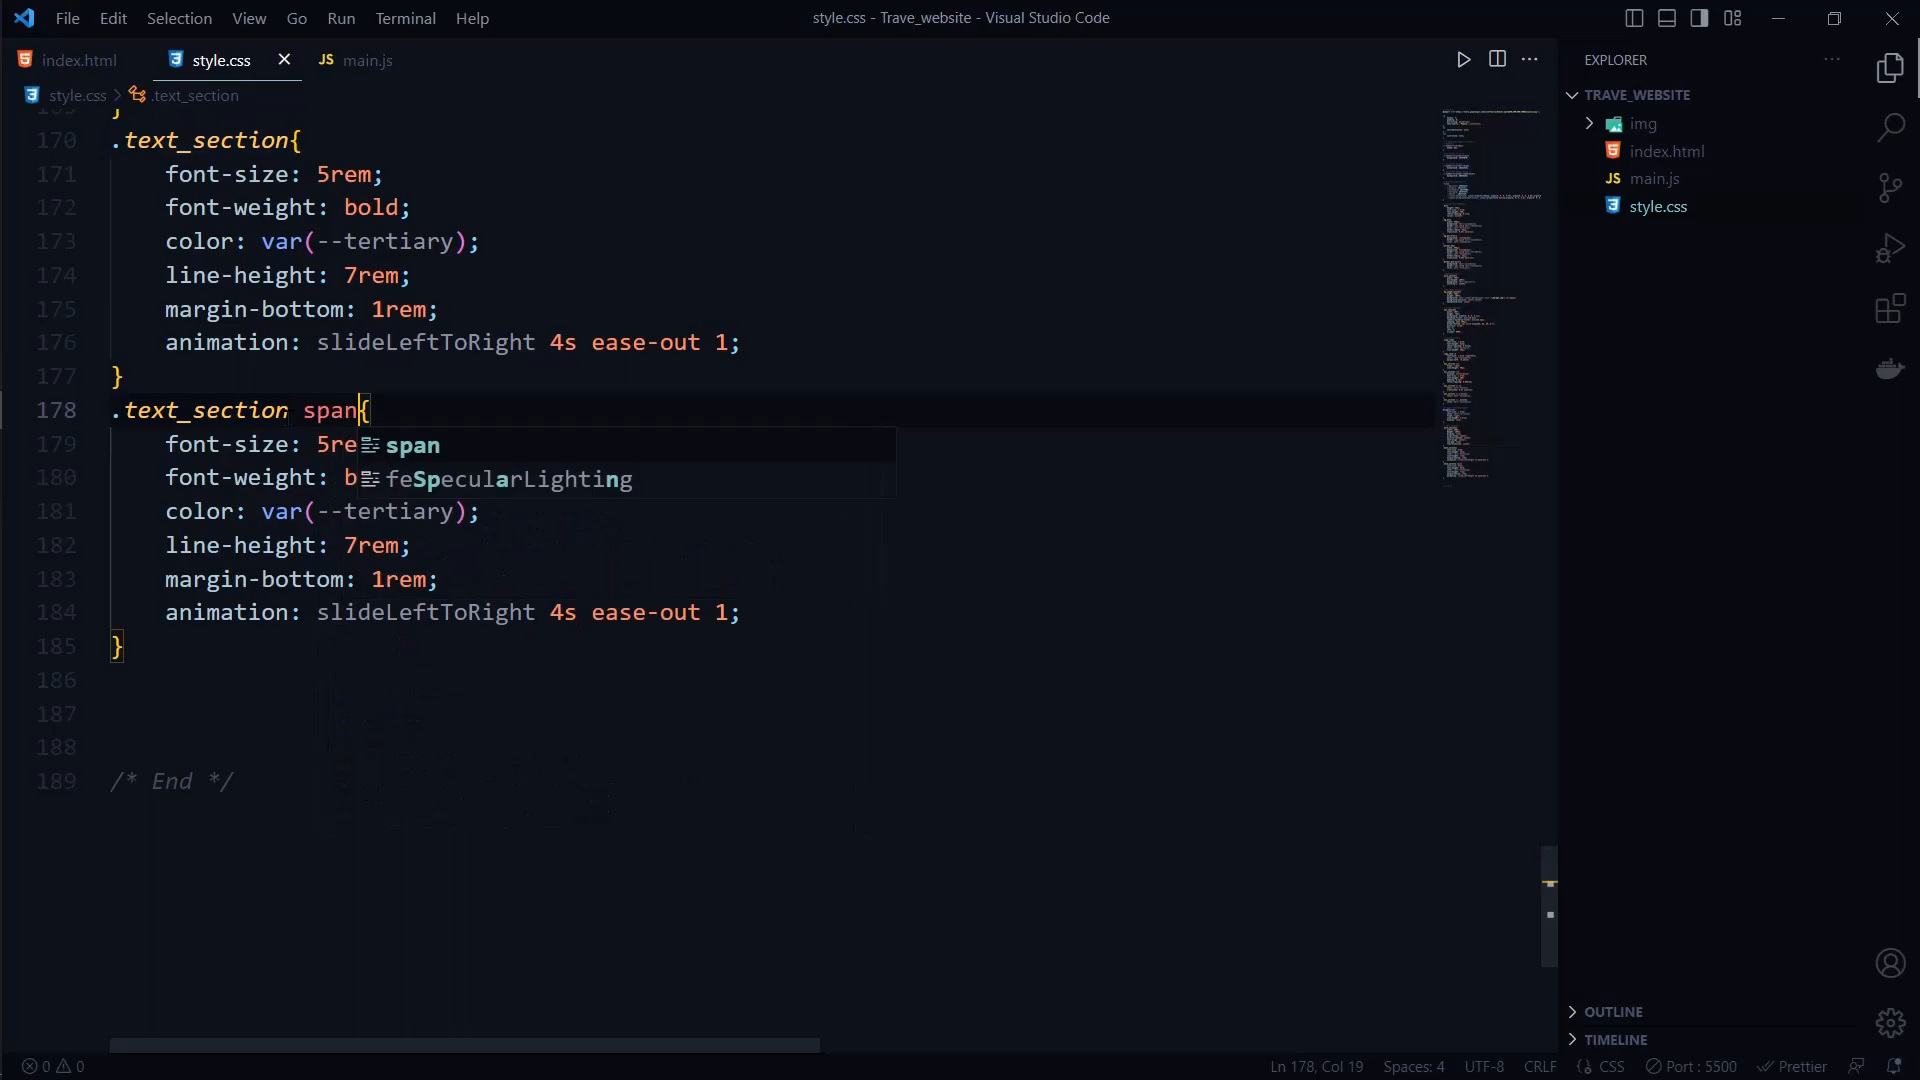 File Edit Selection View Go Run Terminal Help
style.css - Trave_website - Visual Studio Code
index.html style.css JS main.js
style.css > .text_section
EXPLORER
TRAVE_WEBSITE
img
index.html
JS main.js
style.css
169 }
170 .text_section{
171 font-size: 5rem;
172 font-weight: bold;
173 color: var(--tertiary);
174 line-height: 7rem;
175 margin-bottom: 1rem;
176 animation: slideLeftToRight 4s ease-out 1;
177 }
178 .text_section span{
179 font-size: 5re
span
180 font-weight: b
feSpecularLighting
181 color: var(--tertiary);
182 line-height: 7rem;
183 margin-bottom: 1rem;
184 animation: slideLeftToRight 4s ease-out 1;
185 }
186
187
188
189 /* End */
OUTLINE
TIMELINE
0 0
Ln 178, Col 19 Spaces: 4 UTF-8 CRLF {} CSS Port : 5500 Prettier